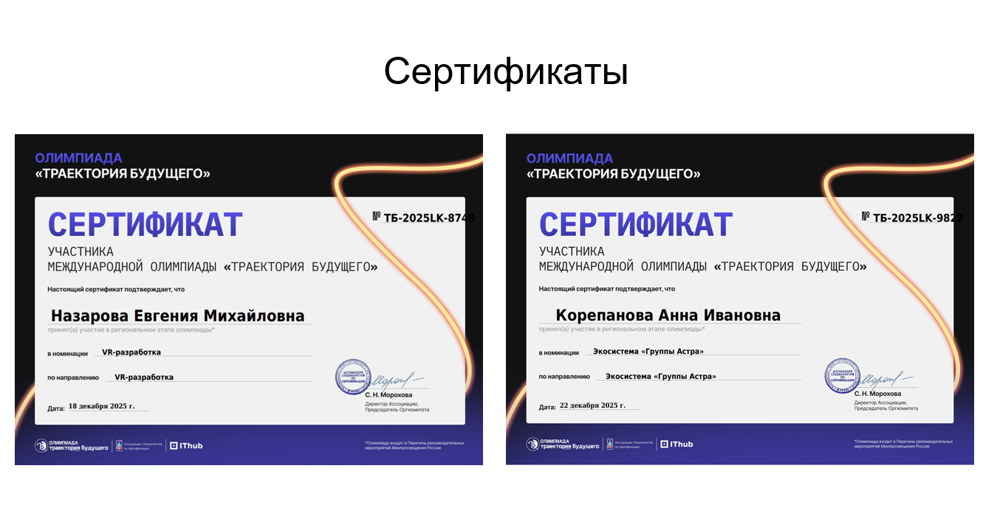 Сертификаты
ОЛИМПИАДА
«ТРАЕКТОРИЯ БУДУЩЕГО»
СЕРТИФИКАТ
№ ТБ-2025LK-8748
УЧАСТНИКА
МЕЖДУНАРОДНОЙ ОЛИМПИАДЫ «ТРАЕКТОРИЯ БУДУЩЕГО»
Настоящий сертификат подтверждает, что
Назарова Евгения Михайловна
принял(а) участие в региональном этапе олимпиады*
в номинации VR-разработка
по направлению VR-разработка
АССОЦИАЦИЯ
СПЕЦИАЛИСТОВ
ПО
СЕРТИФИКАЦИИ
С. Н. Морохова
Директор Ассоциации,
Председатель Оргкомитета
Дата: 18 декабря 2025 г.
ОЛИМПИАДА
траектория будущего
Ассоциация специалистов
по сертификации
IThub
*Олимпиада входит в Перечень рекомендательных
мероприятий Минпросвещения России
ОЛИМПИАДА
«ТРАЕКТОРИЯ БУДУЩЕГО»
СЕРТИФИКАТ
№ ТБ-2025LK-9822
УЧАСТНИКА
МЕЖДУНАРОДНОЙ ОЛИМПИАДЫ «ТРАЕКТОРИЯ БУДУЩЕГО»
Настоящий сертификат подтверждает, что
Корепанова Анна Ивановна
принял(а) участие в региональном этапе олимпиады*
в номинации Экосистема «Группы Астра»
по направлению Экосистема «Группы Астра»
АССОЦИАЦИЯ
СПЕЦИАЛИСТОВ
ПО
СЕРТИФИКАЦИИ
С. Н. Морохова
Директор Ассоциации,
Председатель Оргкомитета
Дата: 22 декабря 2025 г.
ОЛИМПИАДА
траектория будущего
Ассоциация специалистов
по сертификации
IThub
*Олимпиада входит в Перечень рекомендательных
мероприятий Минпросвещения России